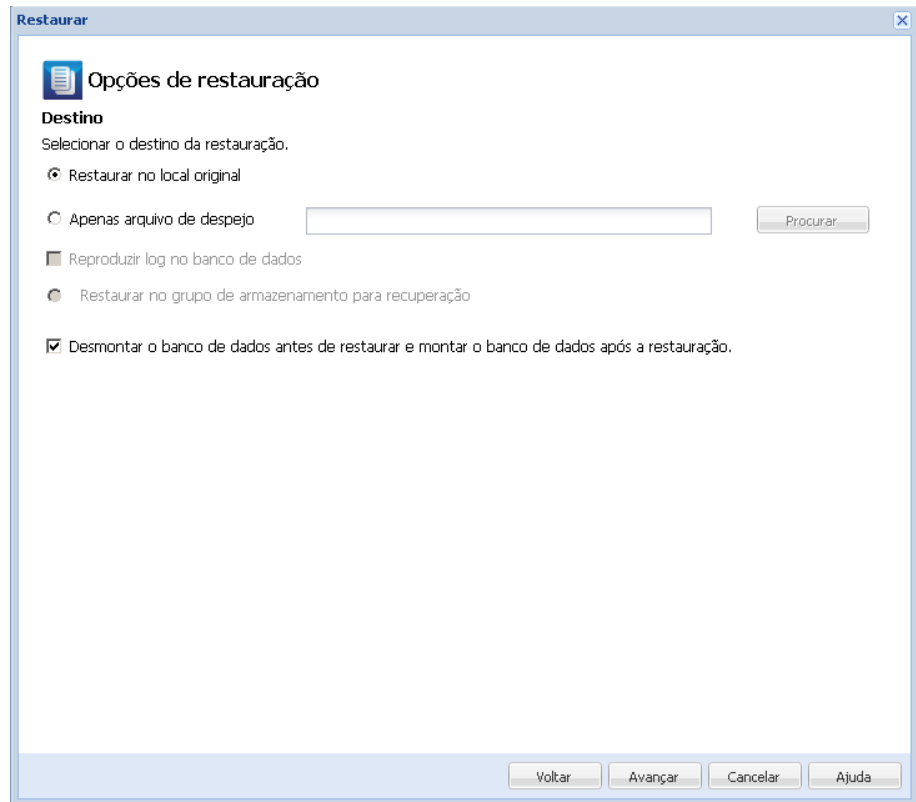 Restaurar
Opções de restauração
Destino
Selecionar o destino da restauração.
Restaurar no local original
Apenas arquivo de despejo
Procurar
Reproduzir log no banco de dados
Restaurar no grupo de armazenamento para recuperação
Desmontar o banco de dados antes de restaurar e montar o banco de dados após a restauração.
Voltar
Avançar
Cancelar
Ajuda